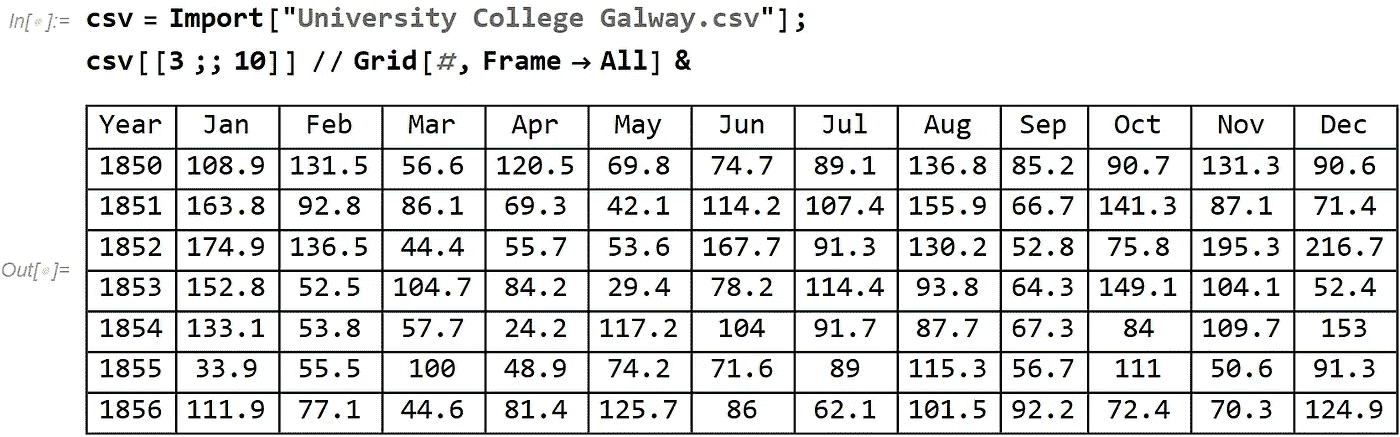 In[◦]:= csv = Import["University College Galway.csv"];
csv[[3 ;; 10]] // Grid[#, Frame → All] &
Out[◦]=
Year Jan Feb Mar Apr May Jun Jul Aug Sep Oct Nov Dec
1850 108.9 131.5 56.6 120.5 69.8 74.7 89.1 136.8 85.2 90.7 131.3 90.6
1851 163.8 92.8 86.1 69.3 42.1 114.2 107.4 155.9 66.7 141.3 87.1 71.4
1852 174.9 136.5 44.4 55.7 53.6 167.7 91.3 130.2 52.8 75.8 195.3 216.7
1853 152.8 52.5 104.7 84.2 29.4 78.2 114.4 93.8 64.3 149.1 104.1 52.4
1854 133.1 53.8 57.7 24.2 117.2 104 91.7 87.7 67.3 84 109.7 153
1855 33.9 55.5 100 48.9 74.2 71.6 89 115.3 56.7 111 50.6 91.3
1856 111.9 77.1 44.6 81.4 125.7 86 62.1 101.5 92.2 72.4 70.3 124.9